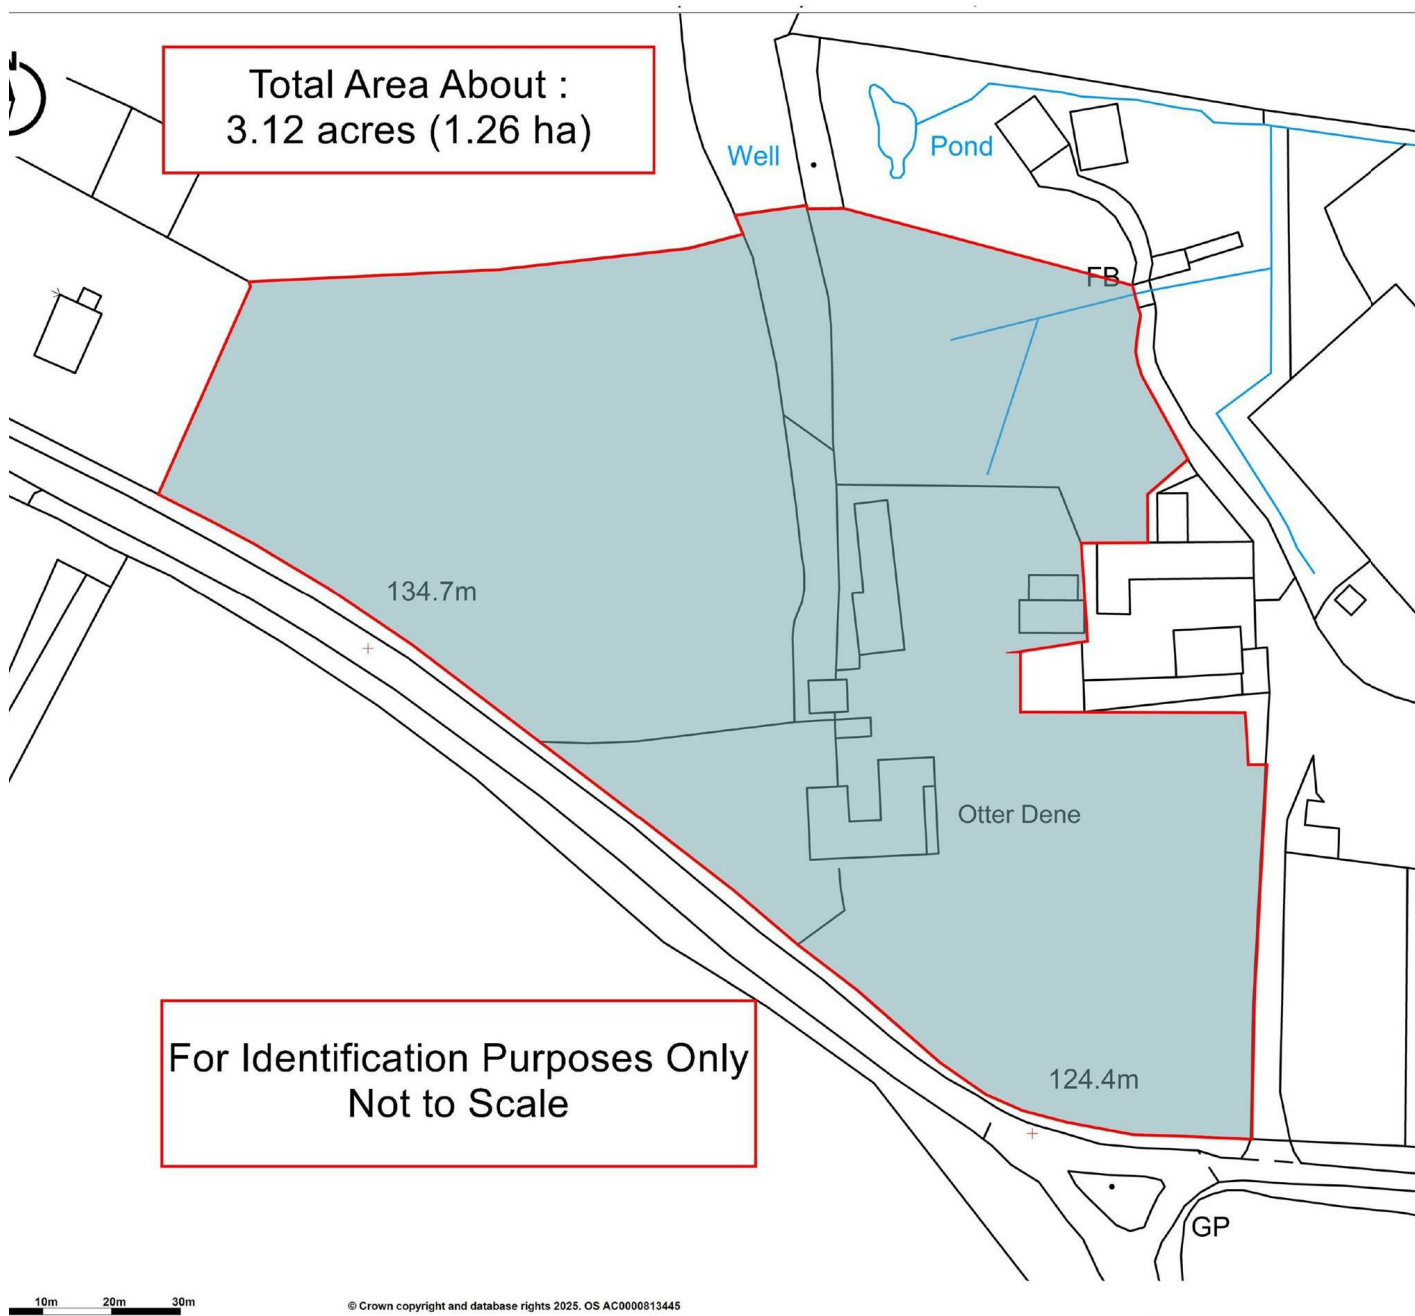 N
Total Area About :
3.12 acres (1.26 ha)
Well
Pond
FB
134.7m
Otter Dene
For Identification Purposes Only
Not to Scale
124.4m
GP
10m 20m 30m
© Crown copyright and database rights 2025. OS AC0000813445